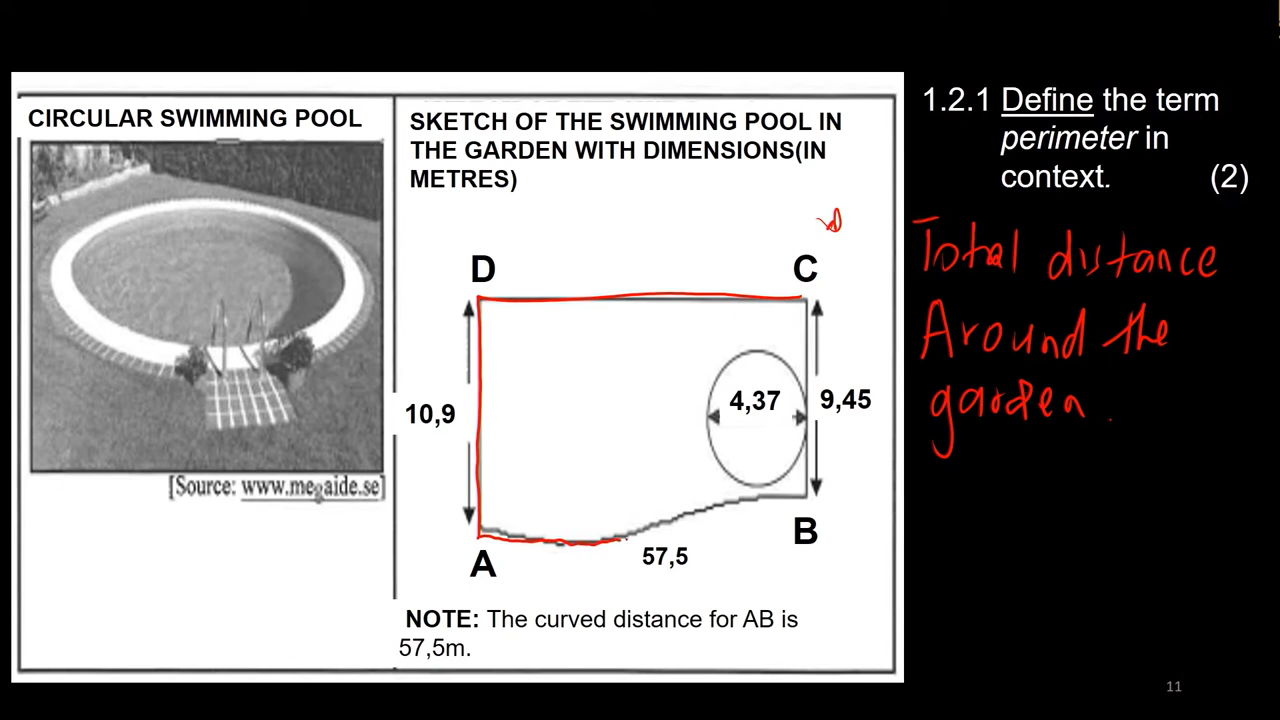 CIRCULAR SWIMMING POOL
[Source: www.megaide.se]
SKETCH OF THE SWIMMING POOL IN
THE GARDEN WITH DIMENSIONS(IN
METRES)
D
C
10,9
4,37
9,45
A
B
57,5
NOTE: The curved distance for AB is
57,5m.
1.2.1 Define the term
perimeter in
context. (2)
Total distance
Around the
garden.
11